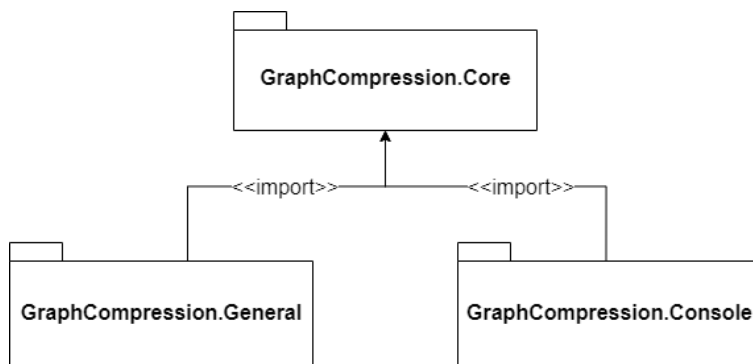 GraphCompression.Core
<<import>> <<import>>
GraphCompression.General GraphCompression.Console